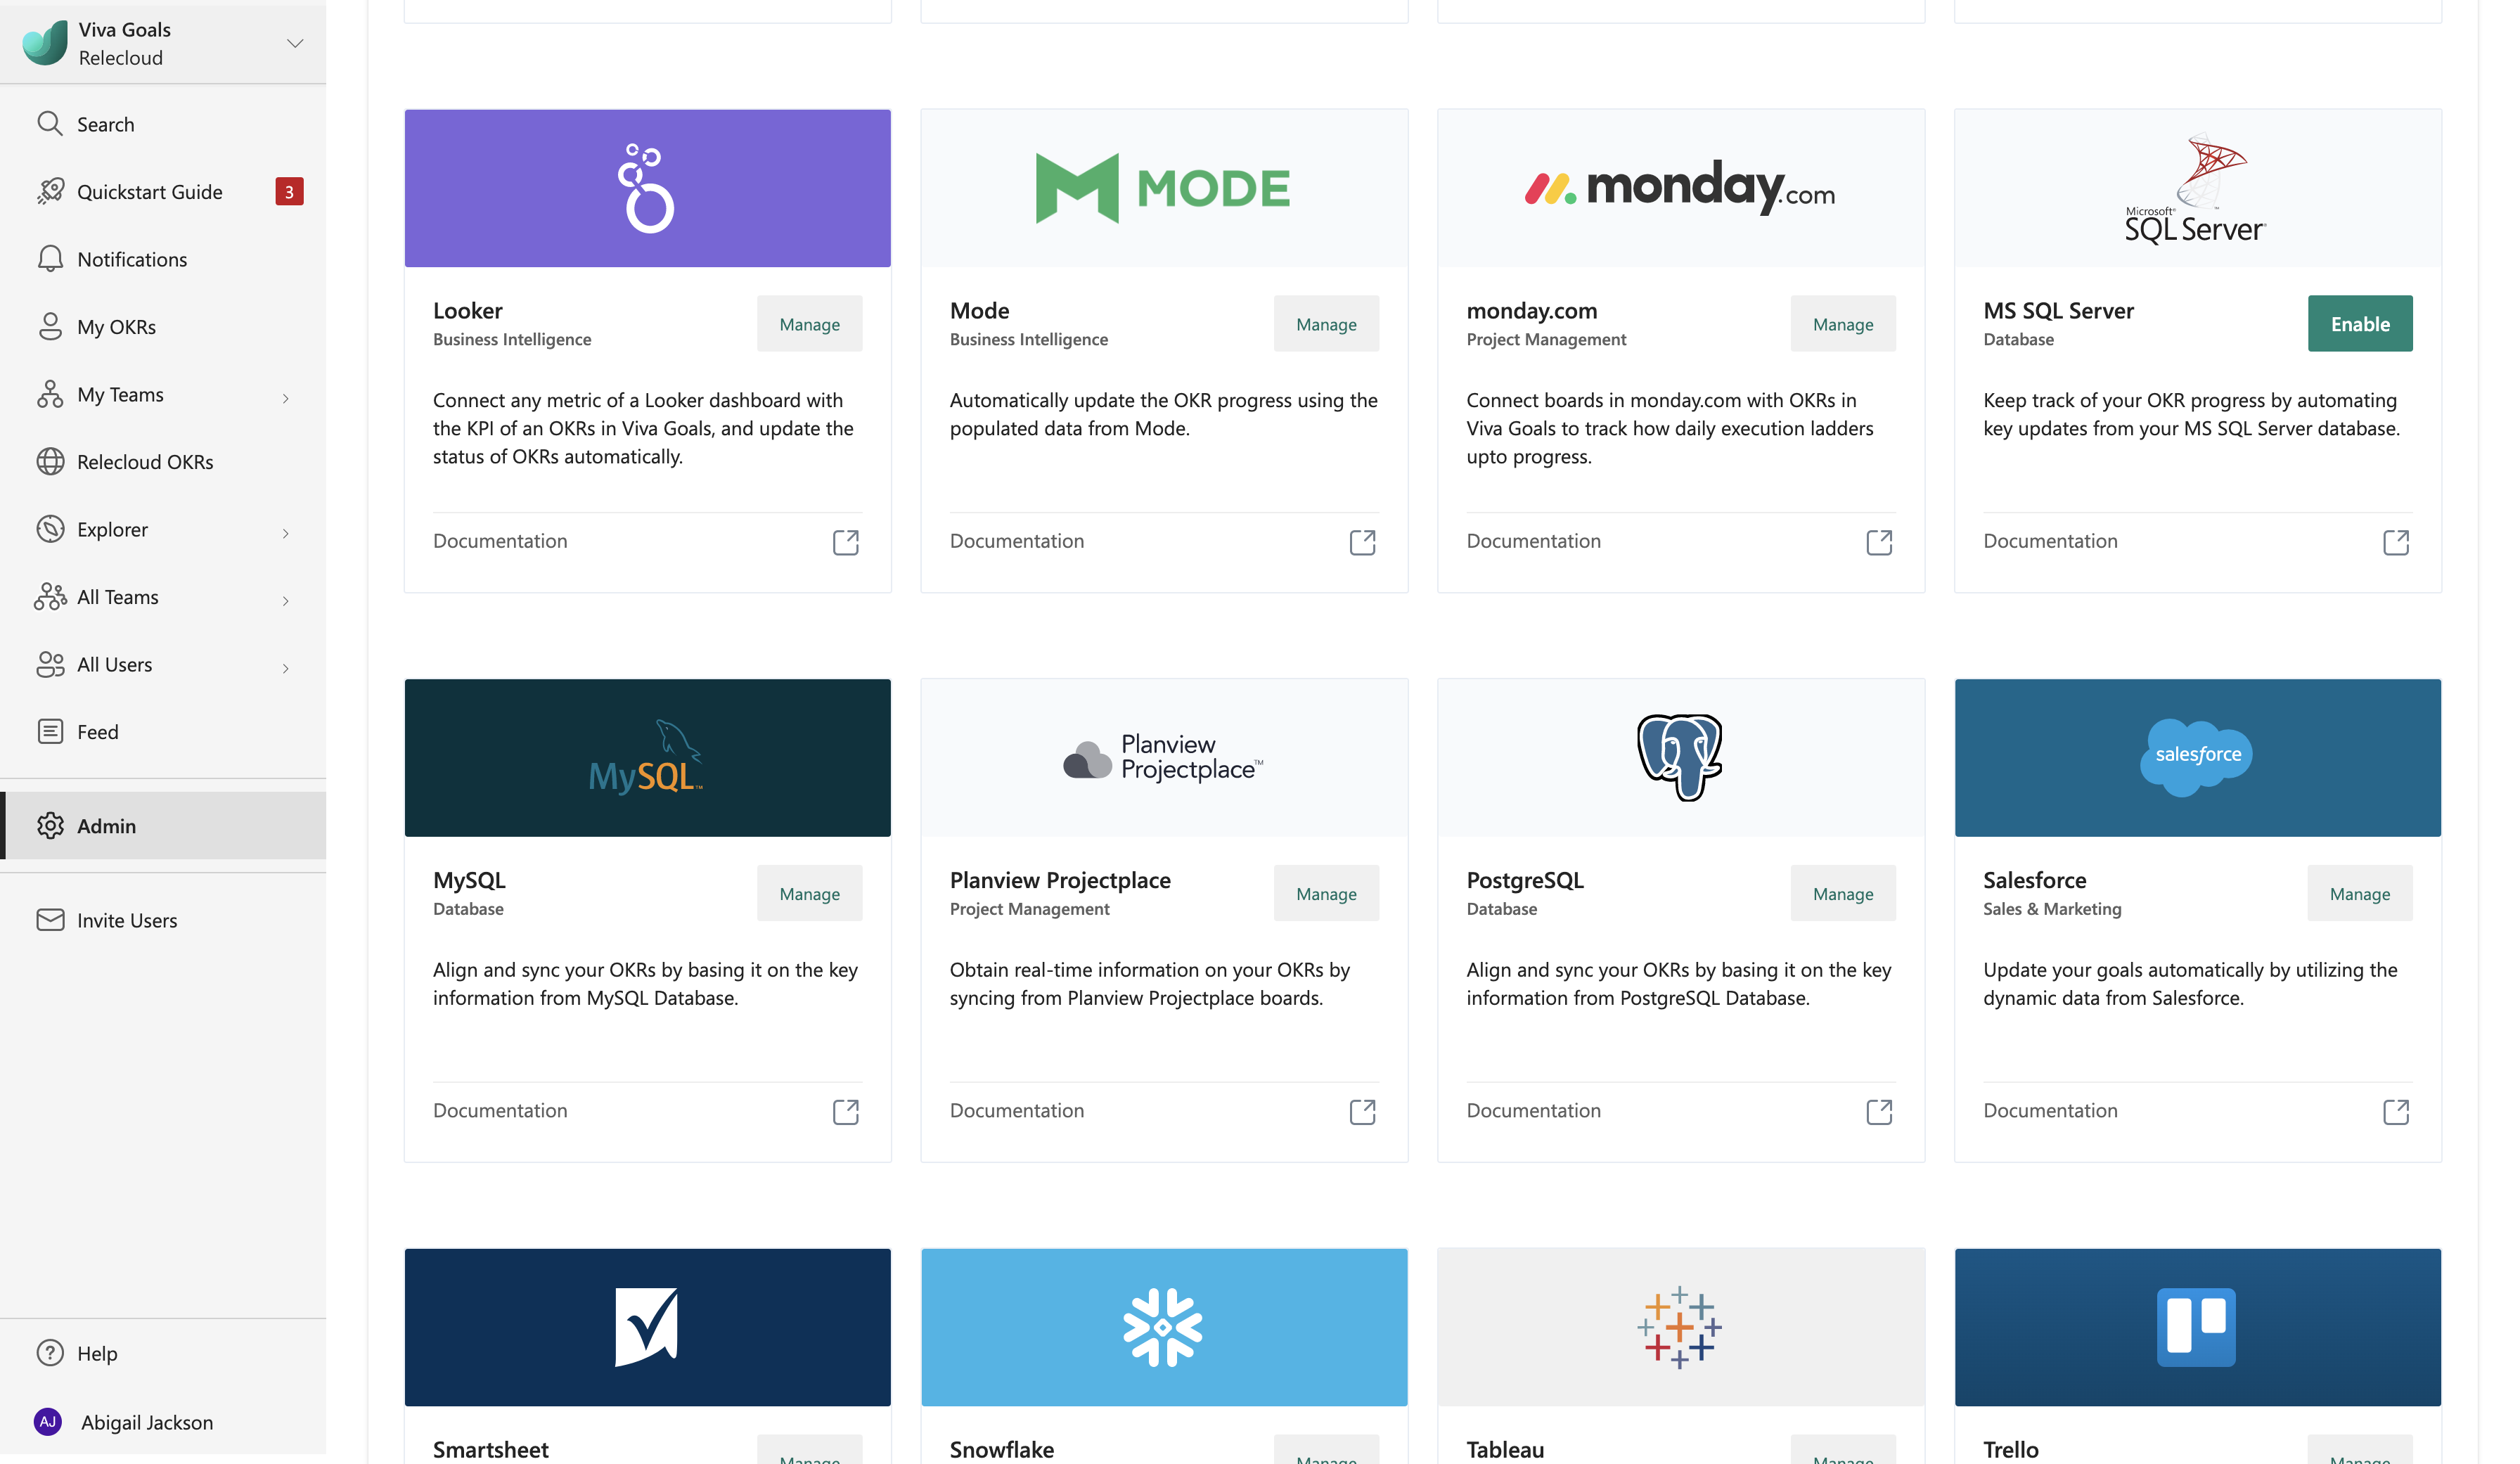 Viva Goals
Relecloud
Search
Quickstart Guide
3
Notifications
My OKRs
My Teams
Relecloud OKRs
Explorer
All Teams
All Users
Feed
Admin
Invite Users
Help
AJ
Abigail Jackson
MODE
monday.com
Microsoft®
SQL Server®
Looker
Business Intelligence
Manage
Connect any metric of a Looker dashboard with
the KPI of an OKRs in Viva Goals, and update the
status of OKRs automatically.
Documentation
Mode
Business Intelligence
Manage
Automatically update the OKR progress using the
populated data from Mode.
Documentation
monday.com
Project Management
Manage
Connect boards in monday.com with OKRs in
Viva Goals to track how daily execution ladders
upto progress.
Documentation
MS SQL Server
Database
Enable
Keep track of your OKR progress by automating
key updates from your MS SQL Server database.
Documentation
MySQL™
Planview
Projectplace™
salesforce
MySQL
Database
Manage
Align and sync your OKRs by basing it on the key
information from MySQL Database.
Documentation
Planview Projectplace
Project Management
Manage
Obtain real-time information on your OKRs by
syncing from Planview Projectplace boards.
Documentation
PostgreSQL
Database
Manage
Align and sync your OKRs by basing it on the key
information from PostgreSQL Database.
Documentation
Salesforce
Sales & Marketing
Manage
Update your goals automatically by utilizing the
dynamic data from Salesforce.
Documentation
Smartsheet
Manage
Snowflake
Manage
Tableau
Manage
Trello
Manage